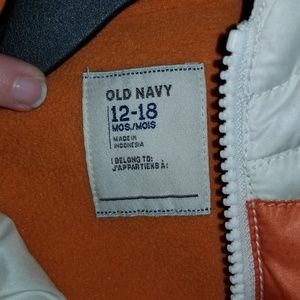 OLD NAVY
12-18
MOS./MOIS
MADE IN
INDONESIA
I BELONG TO:
J'APPARTIENS À: